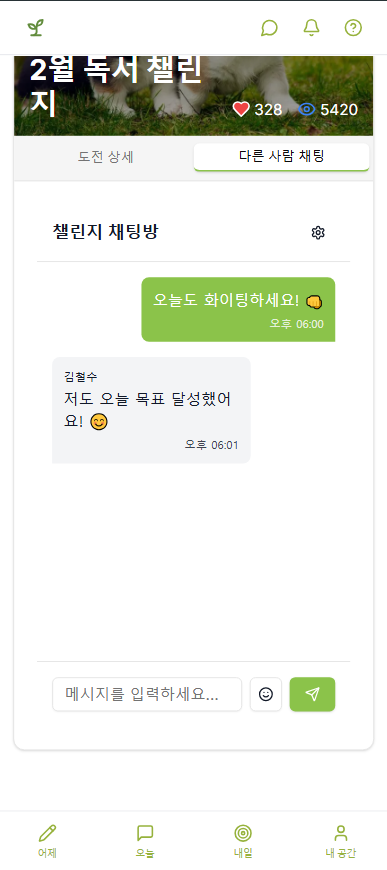 2월 독서 챌린
지
328 5420
도전 상세 다른 사람 채팅
챌린지 채팅방
오늘도 화이팅하세요! 👊
오후 06:00
김철수
저도 오늘 목표 달성했어
요! 😊
오후 06:01
메시지를 입력하세요...
어제 오늘 내일 내 공간